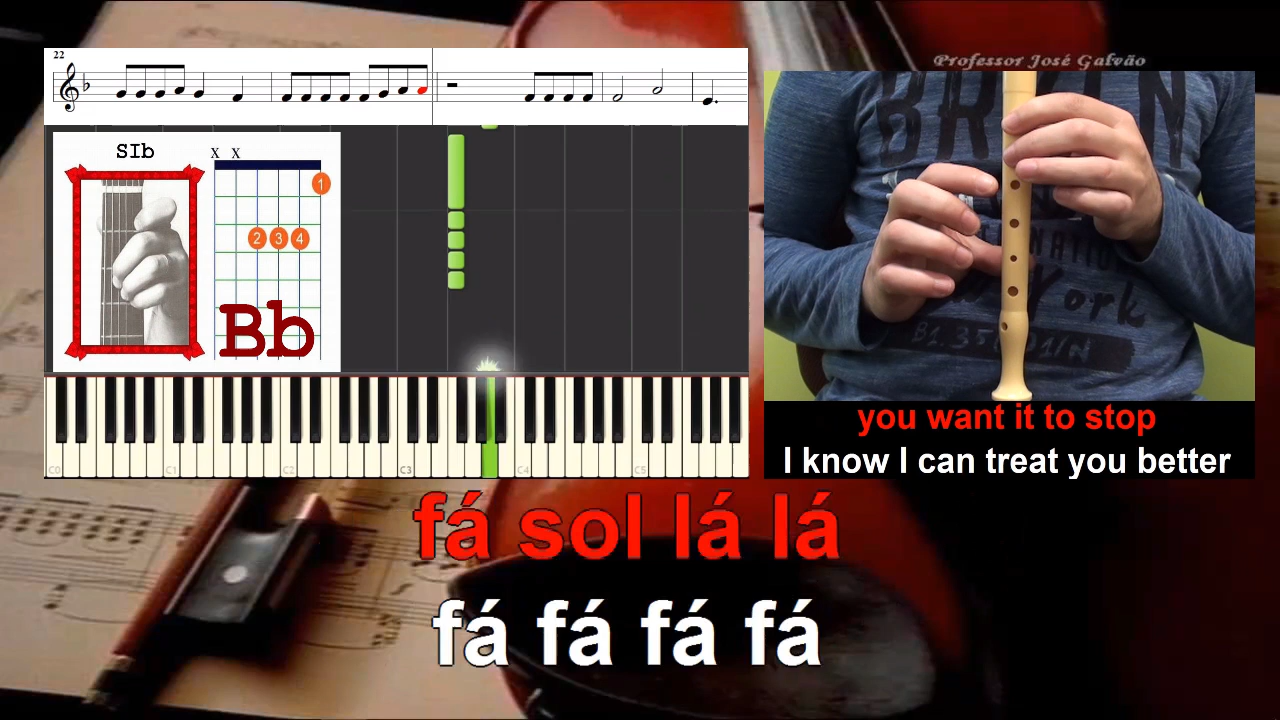 Professor José Galvão
22
SIb
x x
1
2 3 4
Bb
C0 C1 C2 C3 C4 C5
you want it to stop
I know I can treat you better
fá sol lá lá
fá fá fá fá